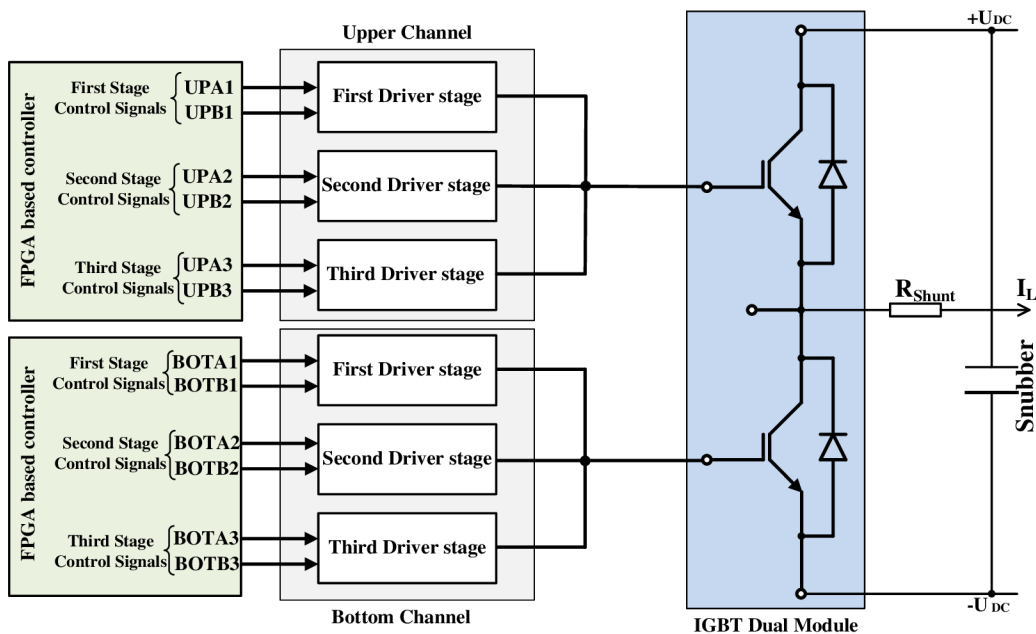 Upper Channel
+UDC
FPGA based controller
First Stage
Control Signals
UPA1
UPB1
First Driver stage
Second Stage
Control Signals
UPA2
UPB2
Second Driver stage
Third Stage
Control Signals
UPA3
UPB3
Third Driver stage
RShunt
IL
Snubber
FPGA based controller
First Stage
Control Signals
BOTA1
BOTB1
First Driver stage
Second Stage
Control Signals
BOTA2
BOTB2
Second Driver stage
Third Stage
Control Signals
BOTA3
BOTB3
Third Driver stage
-UDC
Bottom Channel
IGBT Dual Module